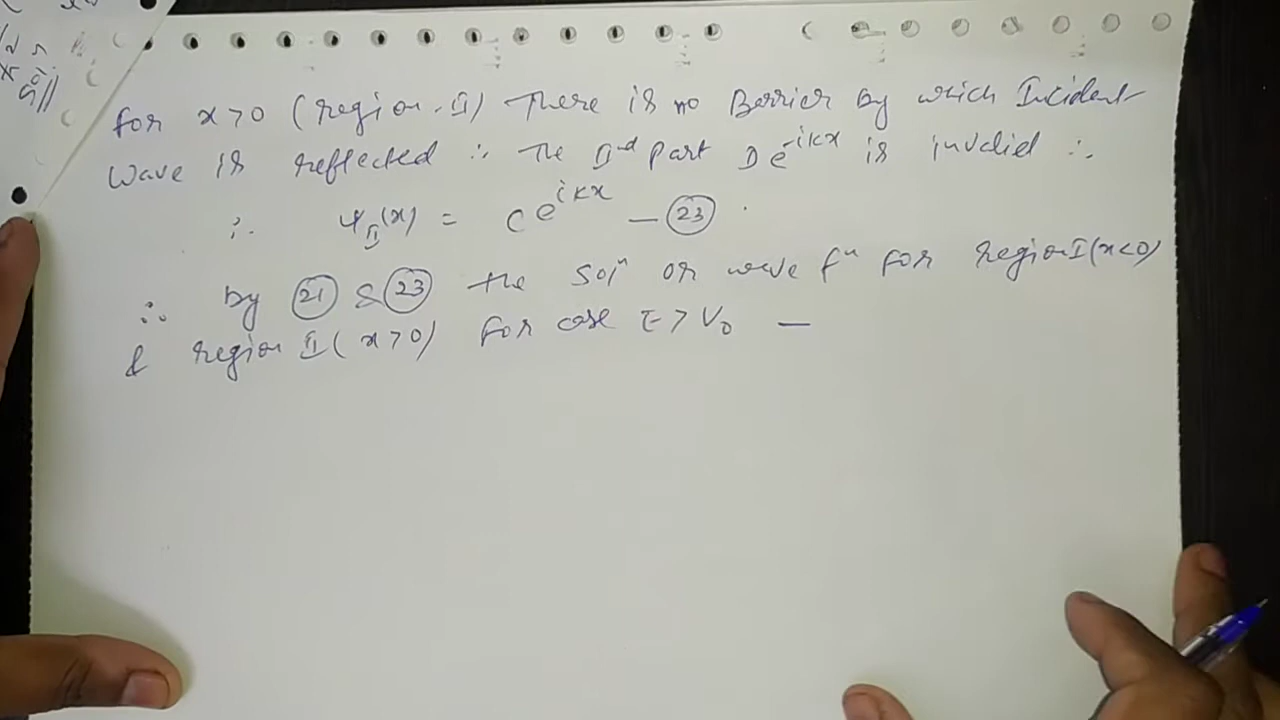 For x>0 (region-II) There is no Barrier by which Incident
wave is reflected ∴ The IInd part De^{-ikx} is invalid ∴
∴ Ψ_II(x) = Ce^{ikx} — (23)
∴ by (21) & (23) the solⁿ or wave fⁿ for region I (x<0)
& region II (x>0) for case E>V₀ —